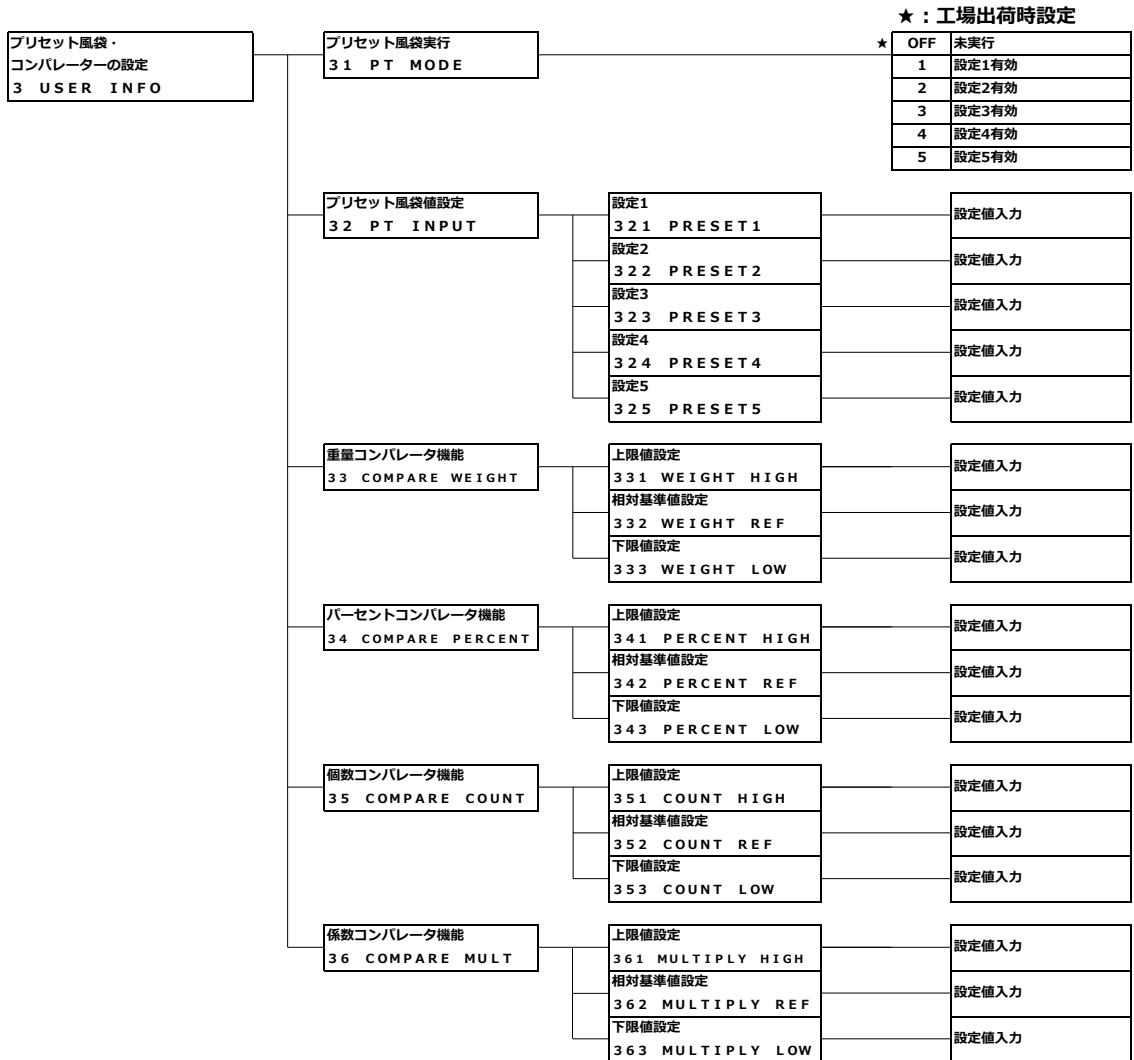 ★：工場出荷時設定
プリセット風袋・
コンパレーターの設定
3 USER INFO
プリセット風袋実行
31 PT MODE
★ OFF 未実行
1 設定1有効
2 設定2有効
3 設定3有効
4 設定4有効
5 設定5有効
プリセット風袋値設定
32 PT INPUT
設定1
321 PRESET1
設定値入力
設定2
322 PRESET2
設定値入力
設定3
323 PRESET3
設定値入力
設定4
324 PRESET4
設定値入力
設定5
325 PRESET5
設定値入力
重量コンパレータ機能
33 COMPARE WEIGHT
上限値設定
331 WEIGHT HIGH
設定値入力
相対基準値設定
332 WEIGHT REF
設定値入力
下限値設定
333 WEIGHT LOW
設定値入力
パーセントコンパレータ機能
34 COMPARE PERCENT
上限値設定
341 PERCENT HIGH
設定値入力
相対基準値設定
342 PERCENT REF
設定値入力
下限値設定
343 PERCENT LOW
設定値入力
個数コンパレータ機能
35 COMPARE COUNT
上限値設定
351 COUNT HIGH
設定値入力
相対基準値設定
352 COUNT REF
設定値入力
下限値設定
353 COUNT LOW
設定値入力
係数コンパレータ機能
36 COMPARE MULT
上限値設定
361 MULTIPLY HIGH
設定値入力
相対基準値設定
362 MULTIPLY REF
設定値入力
下限値設定
363 MULTIPLY LOW
設定値入力